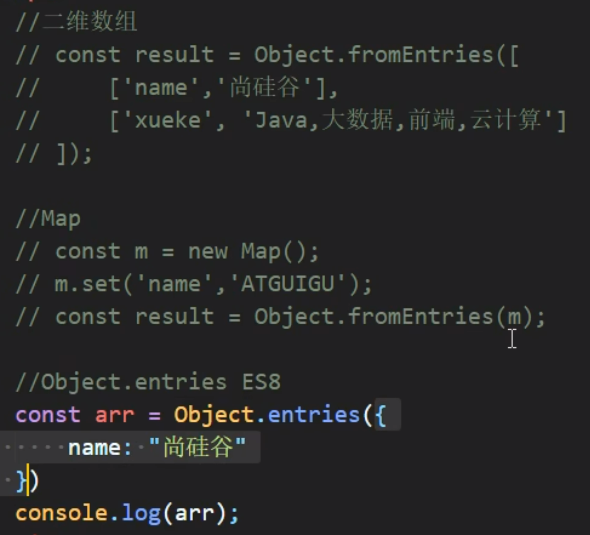 //二维数组
// const result = Object.fromEntries([
//     ['name','尚硅谷'],
//     ['xueke', 'Java,大数据,前端,云计算']
// ]);
//Map
// const m = new Map();
// m.set('name','ATGUIGU');
// const result = Object.fromEntries(m);
//Object.entries ES8
const arr = Object.entries({
    name: "尚硅谷"
})
console.log(arr);